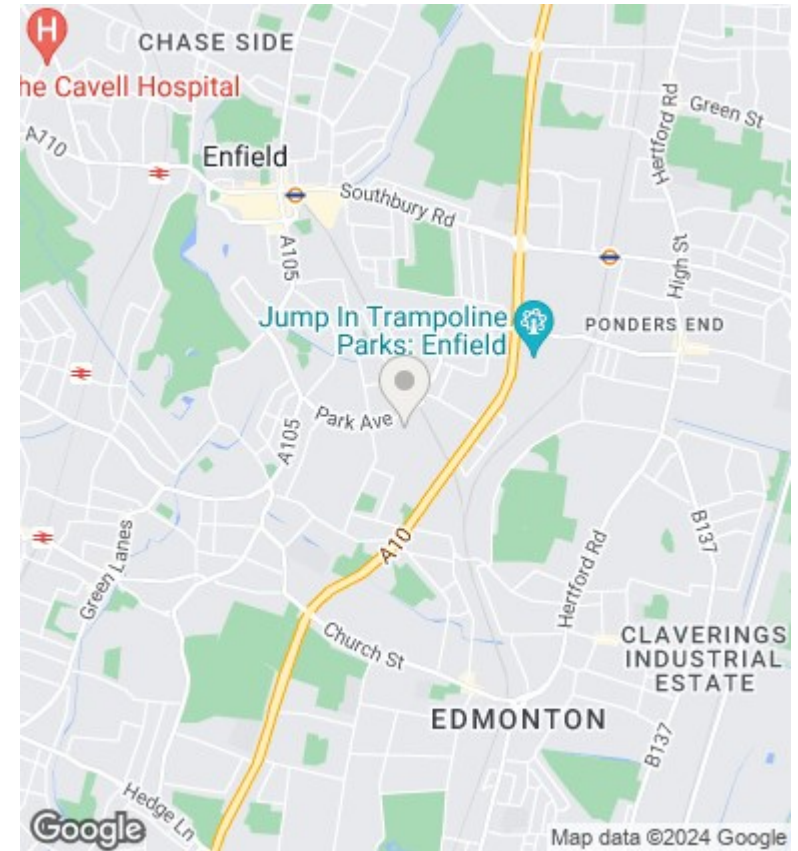 H
CHASE SIDE
he Cavell Hospital
A110
Enfield
Southbury Rd
A105
Green St
Hertford Rd
High St
Jump In Trampoline
Parks: Enfield
PONDERS END
Park Ave
A105
Green Lanes
A10
B137
Hertford Rd
Church St
CLAVERINGS
INDUSTRIAL
ESTATE
EDMONTON
B137
Hedge Ln
Google
Map data ©2024 Google